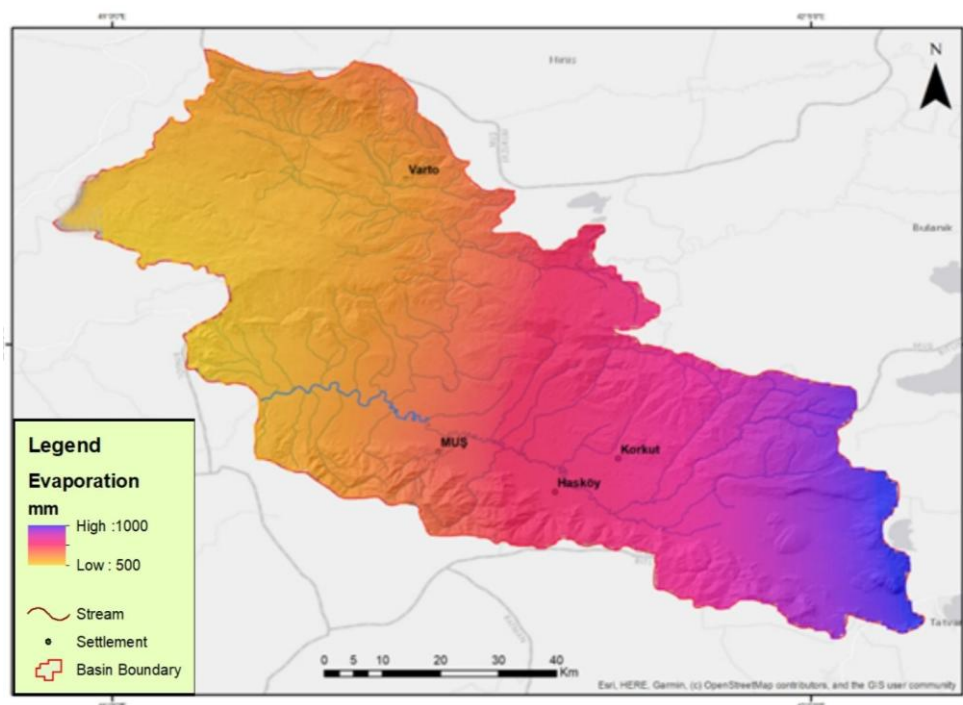 N
Varto
Bulanık
MUŞ
Korkut
Hasköy
Legend
Evaporation
mm
High :1000
Low : 500
Stream
Settlement
Basin Boundary
0 5 10 20 30 40
Km
Tatvan
Esri, HERE, Garmin, (c) OpenStreetMap contributors, and the GIS user community